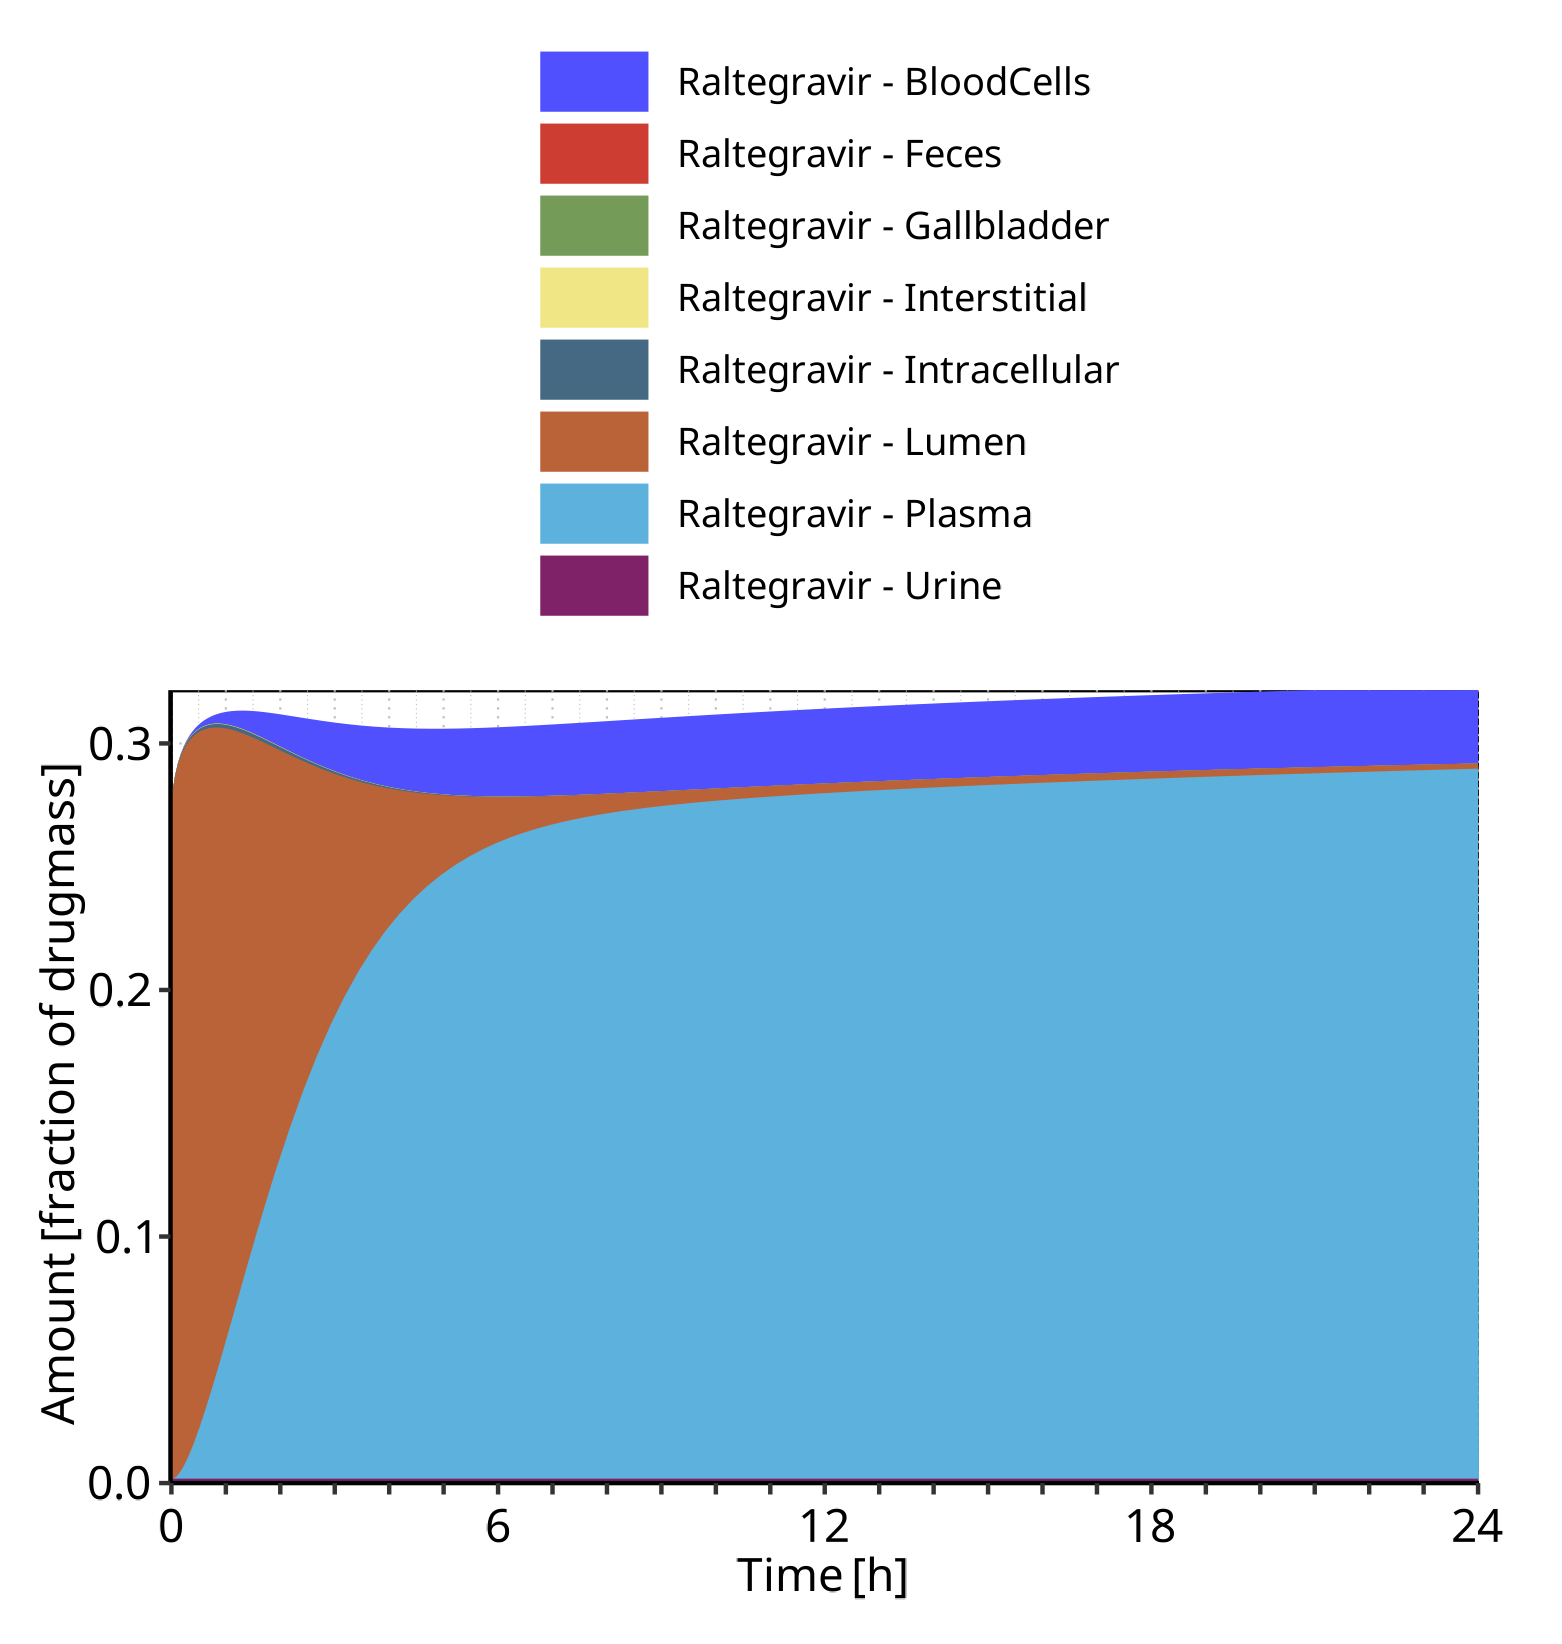 Raltegravir - BloodCells
Raltegravir - Feces
Raltegravir - Gallbladder
Raltegravir - Interstitial
Raltegravir - Intracellular
Raltegravir - Lumen
Raltegravir - Plasma
Raltegravir - Urine
Amount [fraction of drugmass]
0.3
0.2
0.1
0.0
0 6 12 18 24
Time [h]